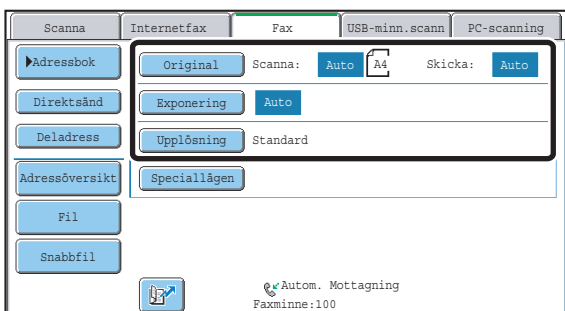 Scanna Internetfax Fax USB-minn.scann PC-scanning
Adressbok Original Scanna: Auto A4 Skicka: Auto
Direktsänd Exponering Auto
Deladress Upplösning Standard
Adressöversikt Speciallägen
Fil
Snabbfil
Autom. Mottagning
Faxminne:100